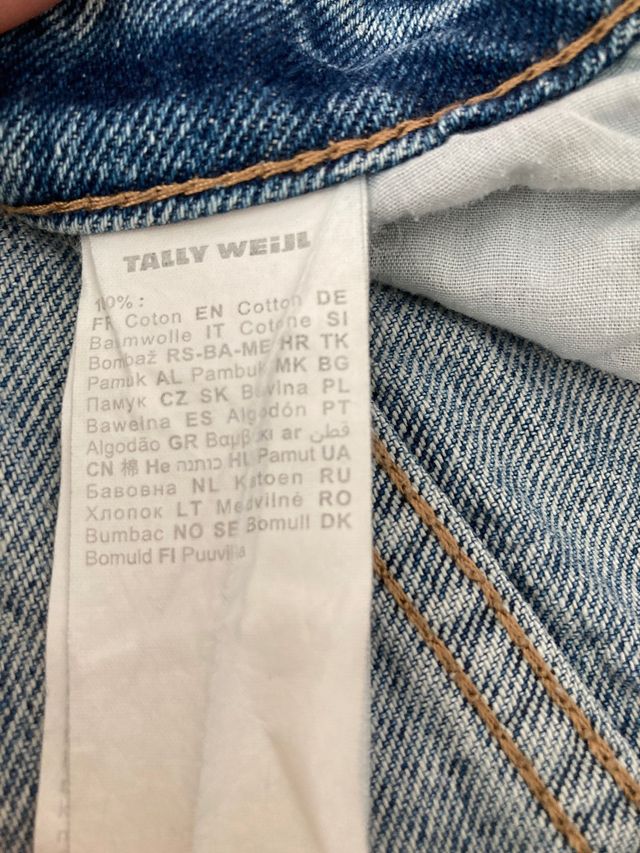 TALLY WEiJL
100% :
FR Coton EN Cotton DE
Baumwolle IT Cotone SI
Bombaž RS-BA-ME HR TK
Pamuk AL Pambuk MK BG
Памук CZ SK Bavlna PL
Bawełna ES Algodón PT
Algodão GR Βαμβάκι ar قطن
CN 棉 He כותנה HU Pamut UA
Бавовна NL Katoen RU
Хлопок LT Medvilnė RO
Bumbac NO SE Bomull DK
Bomuld FI Puuvilla